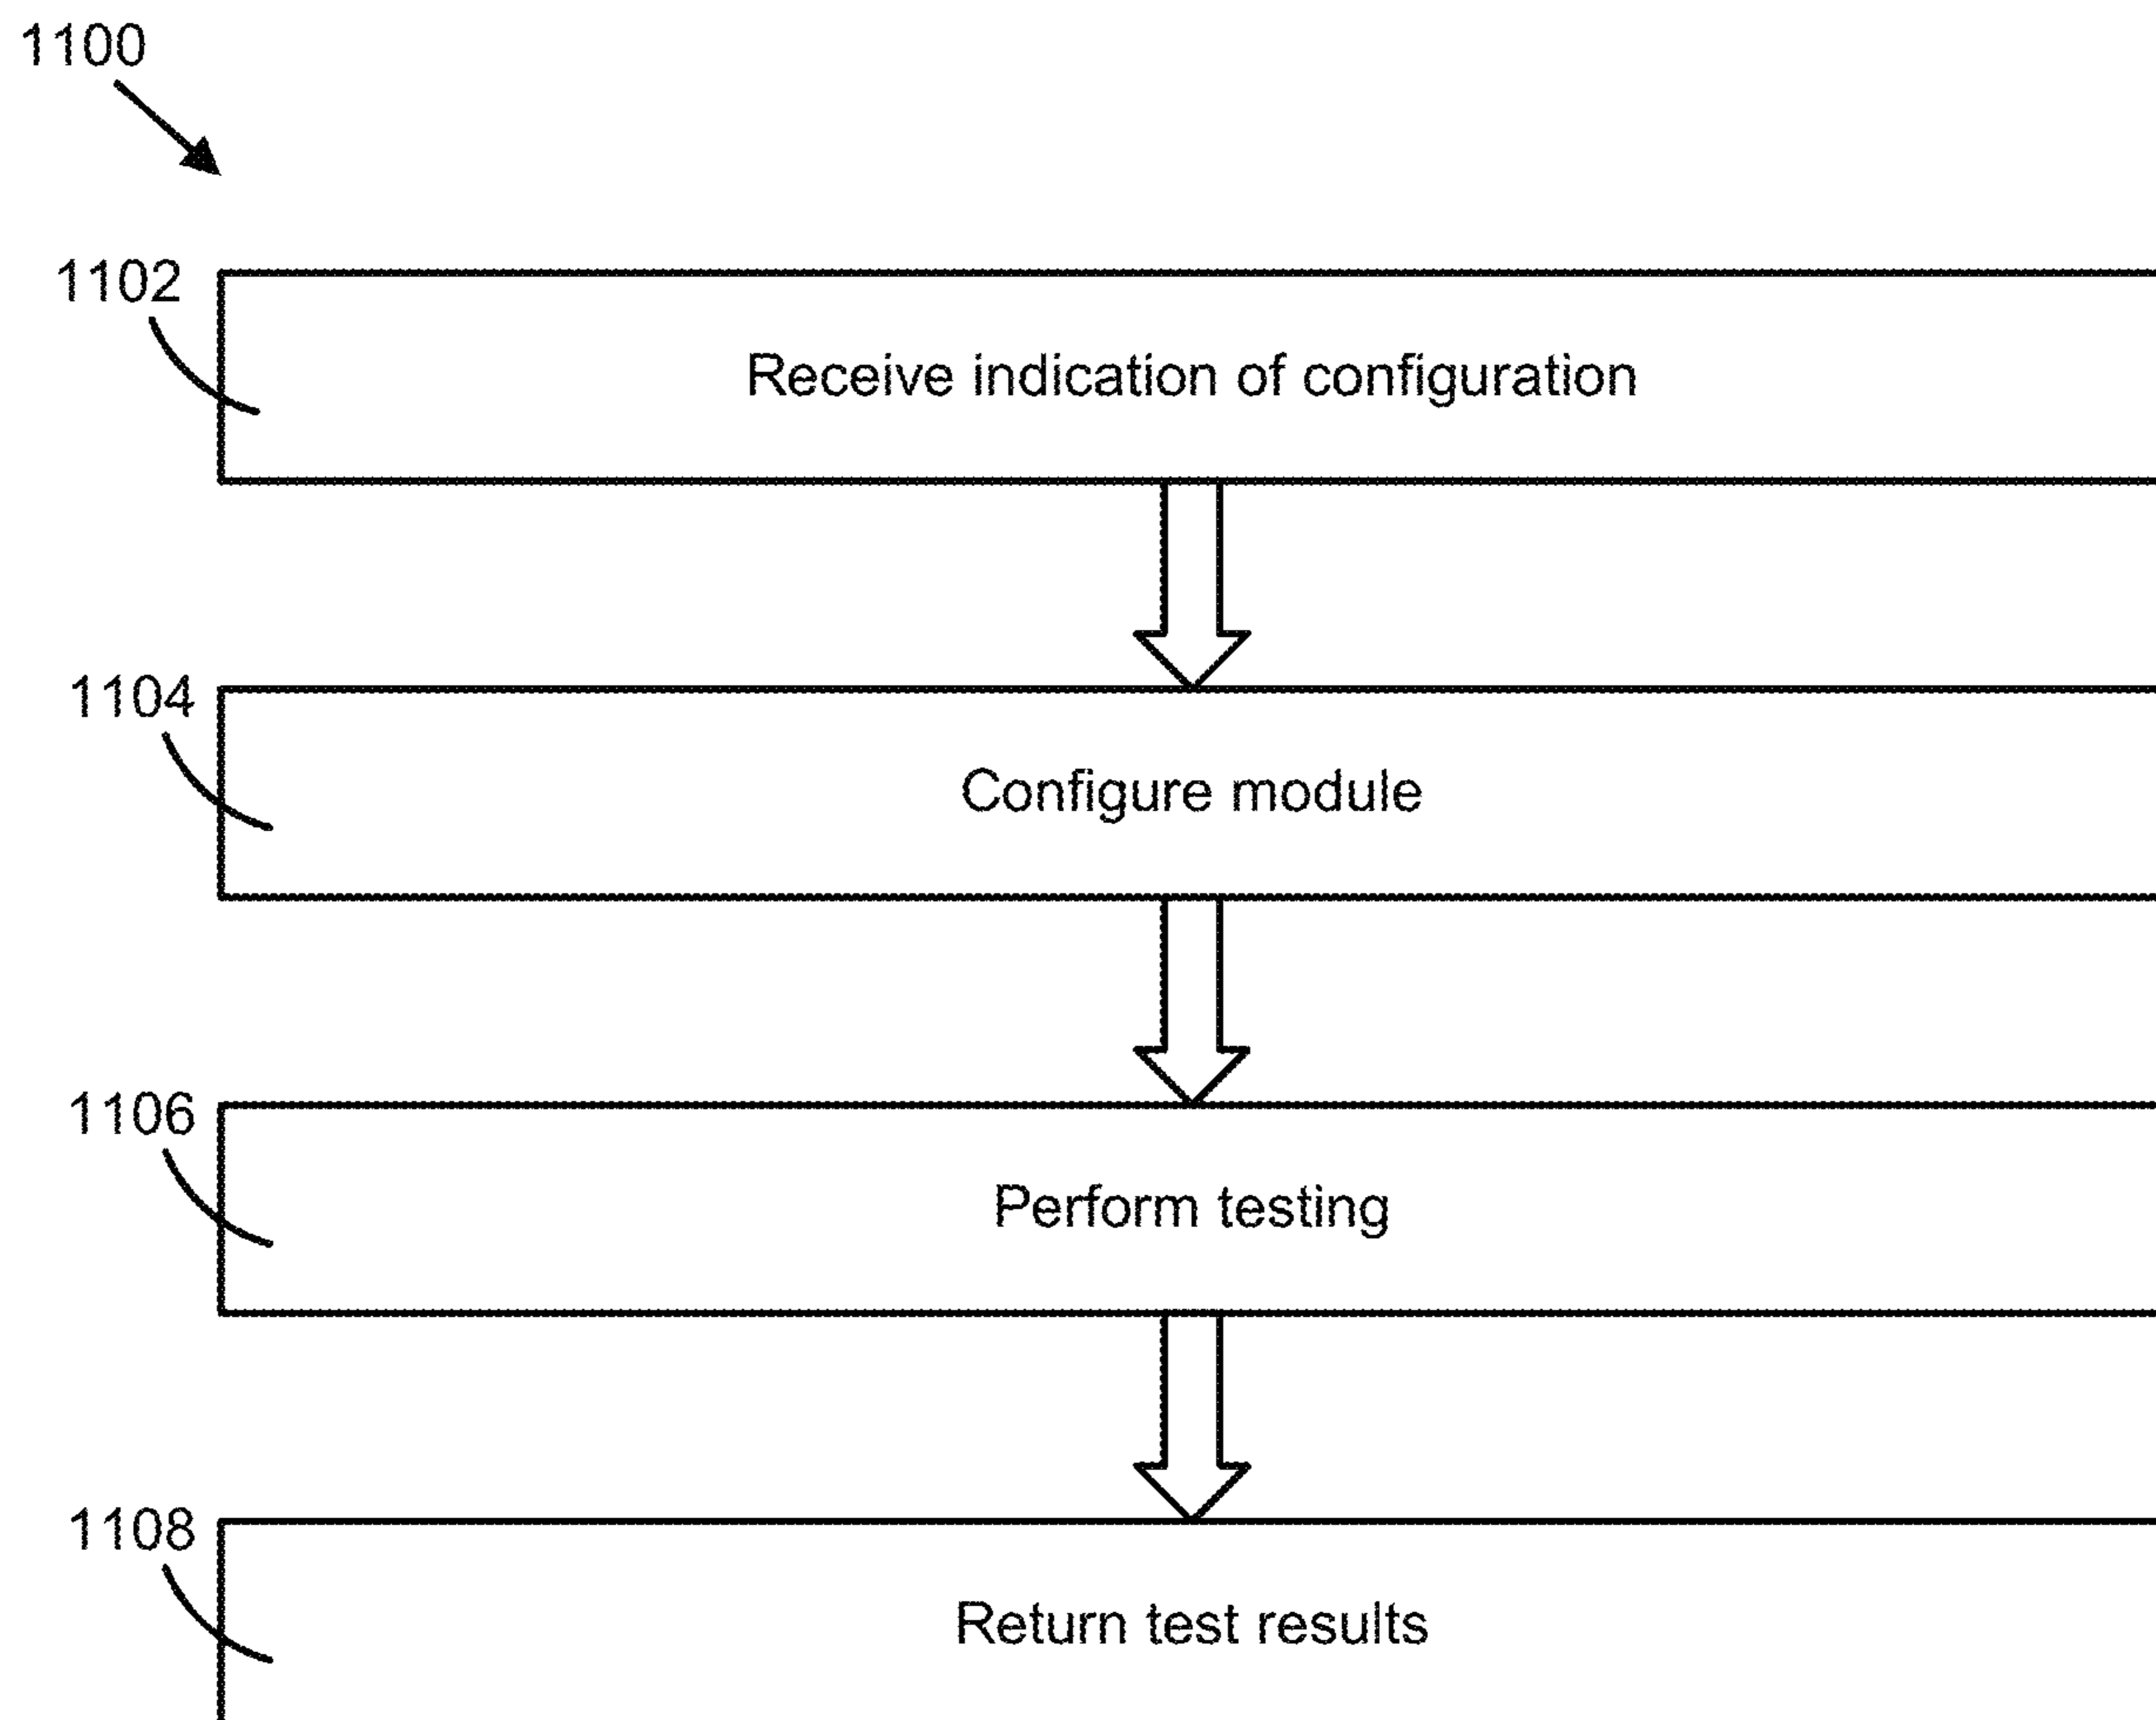 1100
1102
Receive indication of configuration
1104
Configure module
1106
Perform testing
1108
Return test results